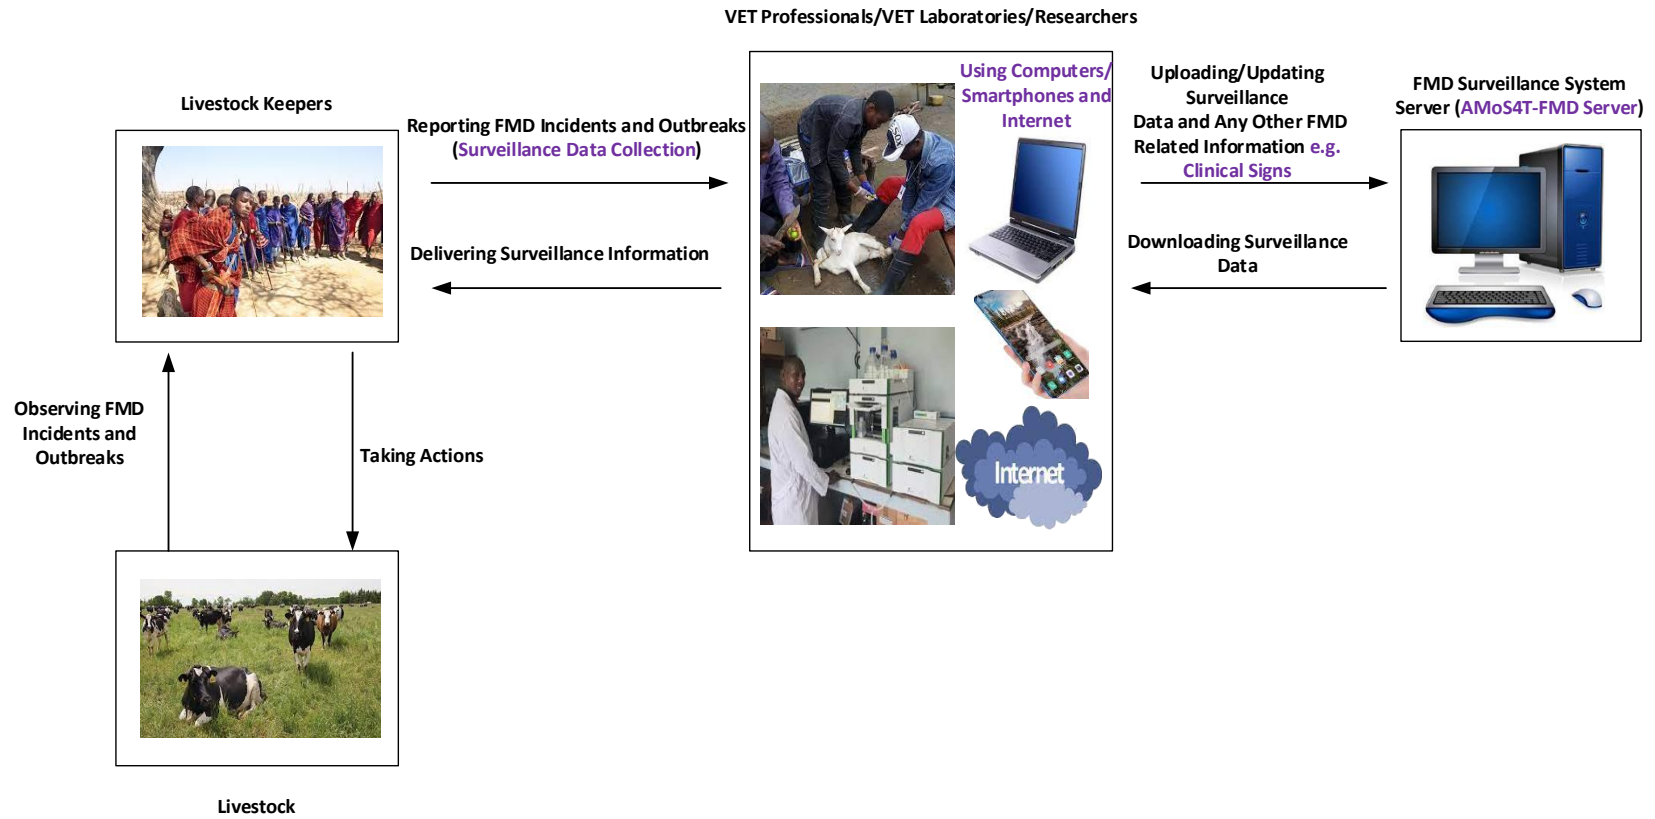 VET Professionals/VET Laboratories/Researchers
Livestock Keepers
Reporting FMD Incidents and Outbreaks
(Surveillance Data Collection)
Delivering Surveillance Information
Using Computers/
Smartphones and
Internet
Internet
Uploading/Updating
Surveillance
Data and Any Other FMD
Related Information e.g.
Clinical Signs
Downloading Surveillance
Data
FMD Surveillance System
Server (AMoS4T-FMD Server)
Observing FMD
Incidents and
Outbreaks
Taking Actions
Livestock